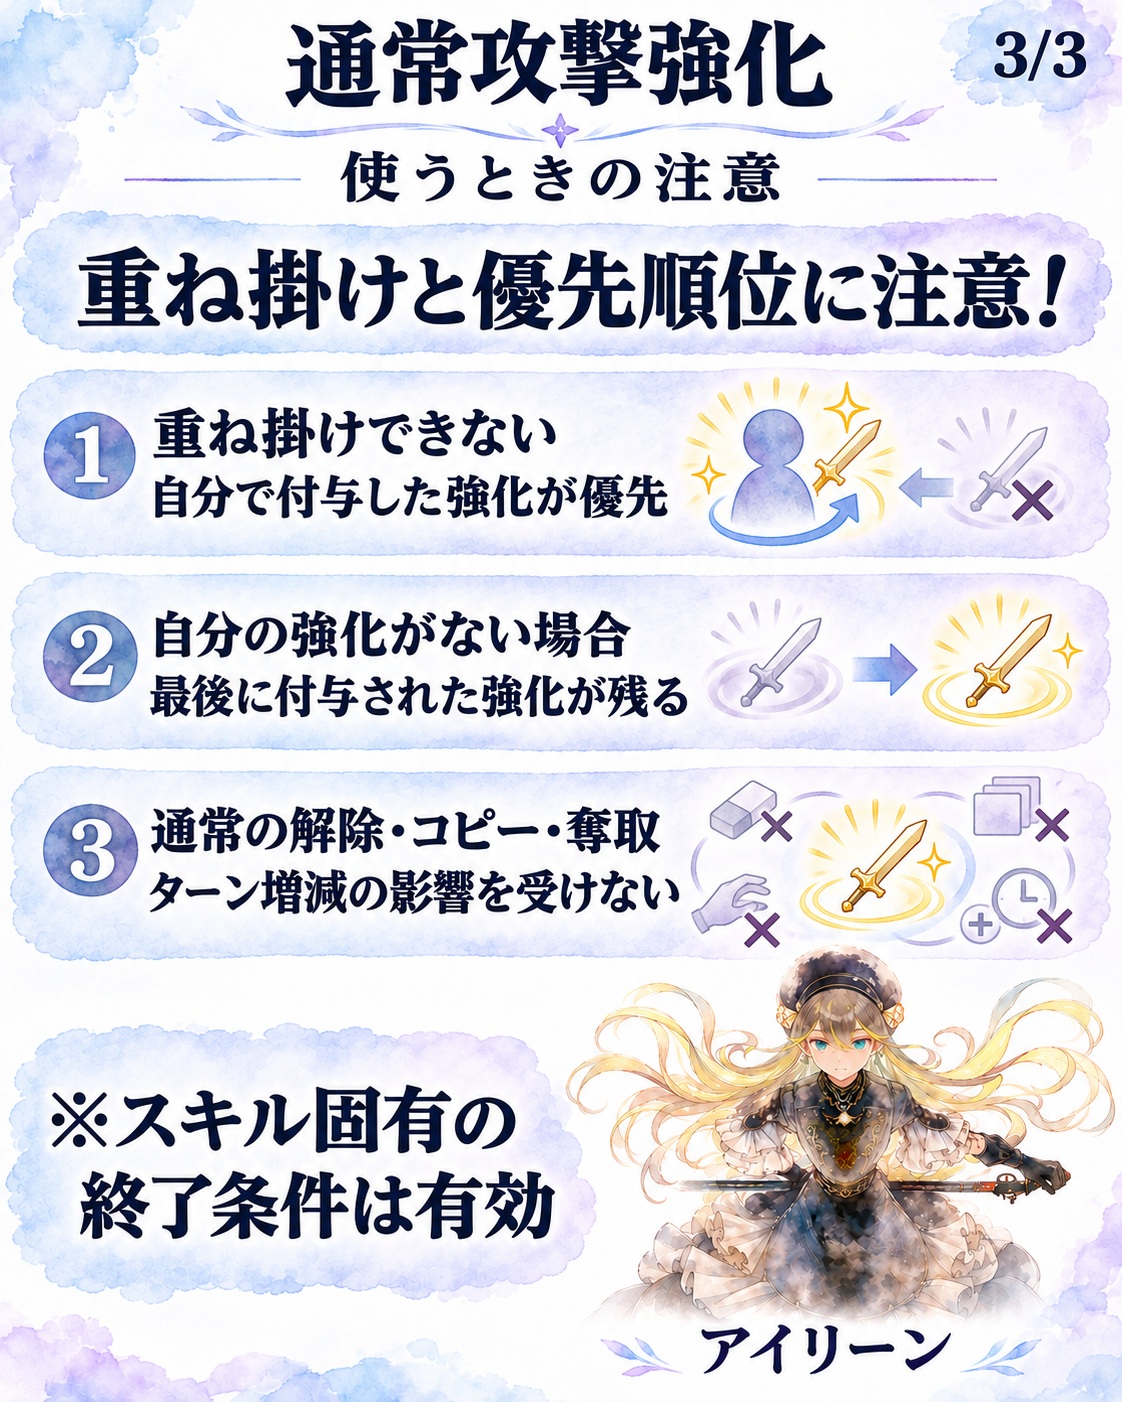 通常攻撃強化
3/3
使うときの注意
重ね掛けと優先順位に注意!
1
重ね掛けできない
自分で付与した強化が優先
2
自分の強化がない場合
最後に付与された強化が残る
3
通常の解除・コピー・奪取
ターン増減の影響を受けない
※スキル固有の
終了条件は有効
アイリーン